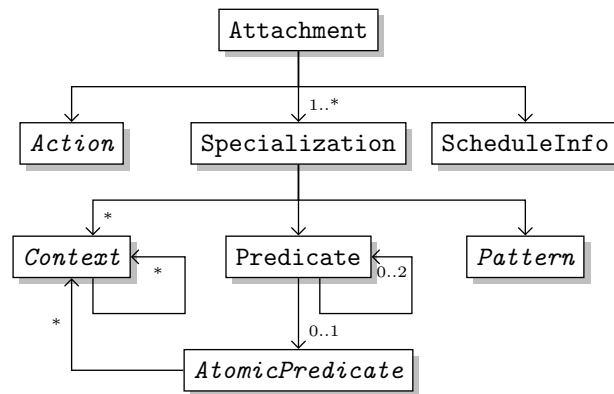 Attachment
1..*
Action
Specialization
ScheduleInfo
*
Context
*
Predicate
0..2
Pattern
*
0..1
AtomicPredicate